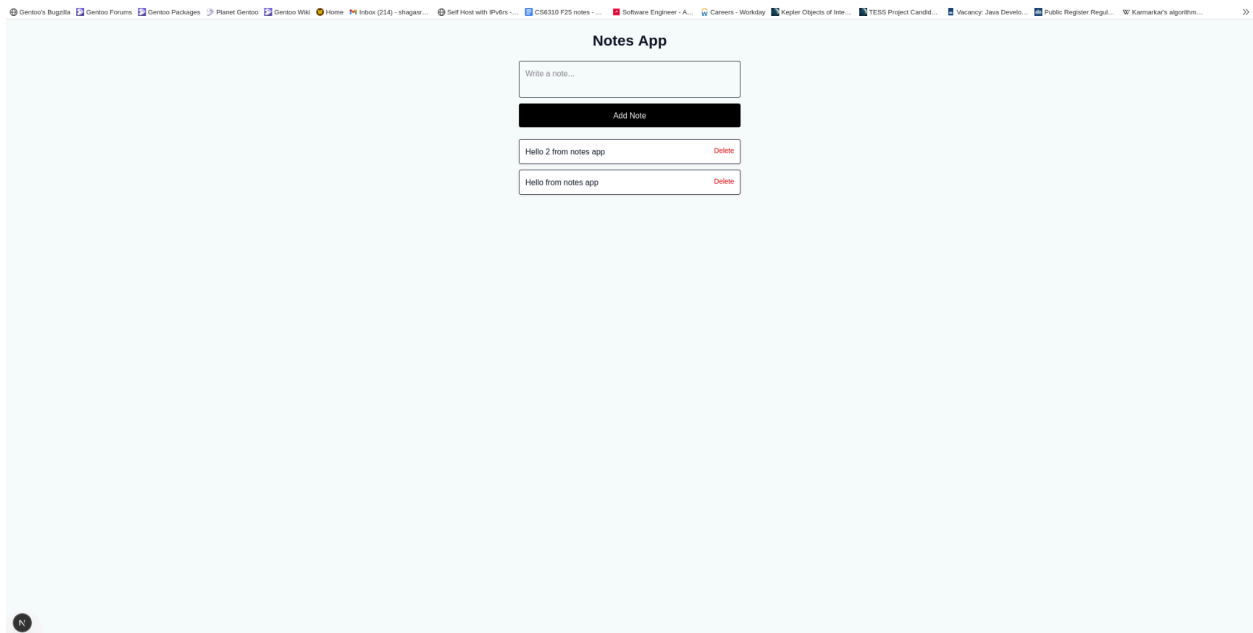 Gentoo's Bugzilla Gentoo Forums Gentoo Packages Planet Gentoo Gentoo Wiki Home Inbox (214) - shagasr… Self Host with IPv6rs -… CS6310 F25 notes - … Software Engineer - A… Careers - Workday Kepler Objects of Inte… TESS Project Candid… Vacancy: Java Develo… Public Register Regul… Karmarkar's algorithm…
Notes App
Write a note...
Add Note
Hello 2 from notes app Delete
Hello from notes app Delete
N